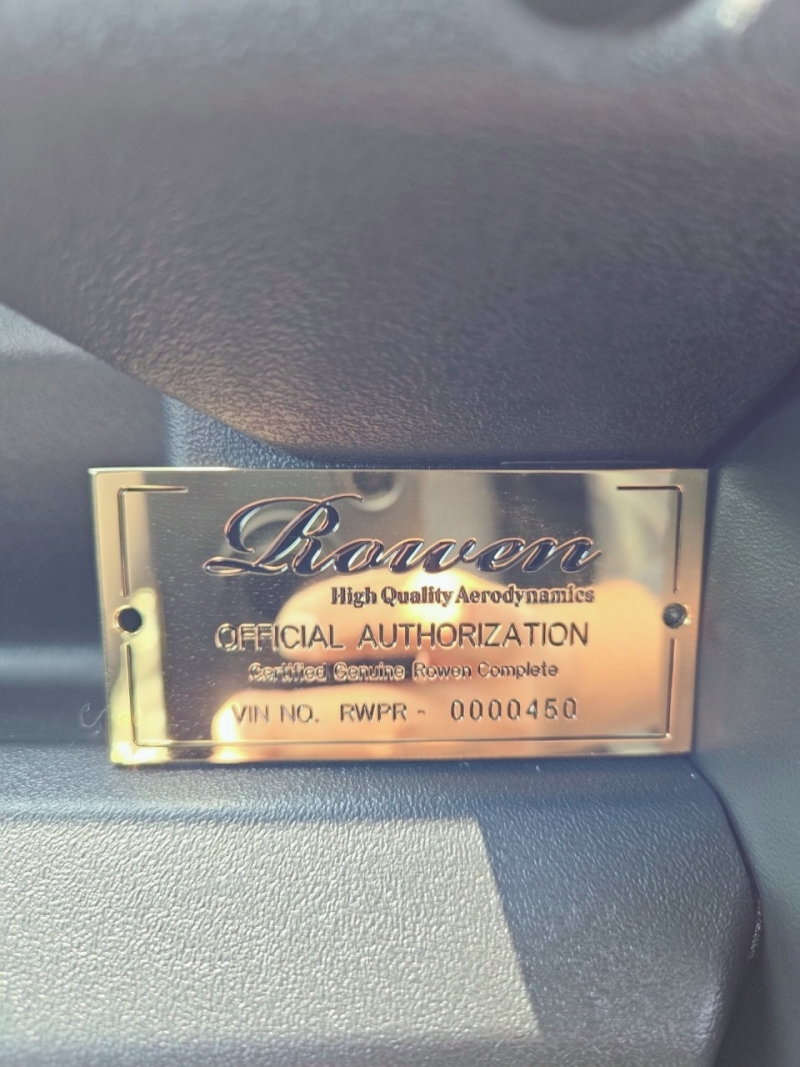 Rowen
High Quality Aerodynamics
OFFICIAL AUTHORIZATION
Certified Genuine Rowen Complete
VIN NO. RWPR - 0000450